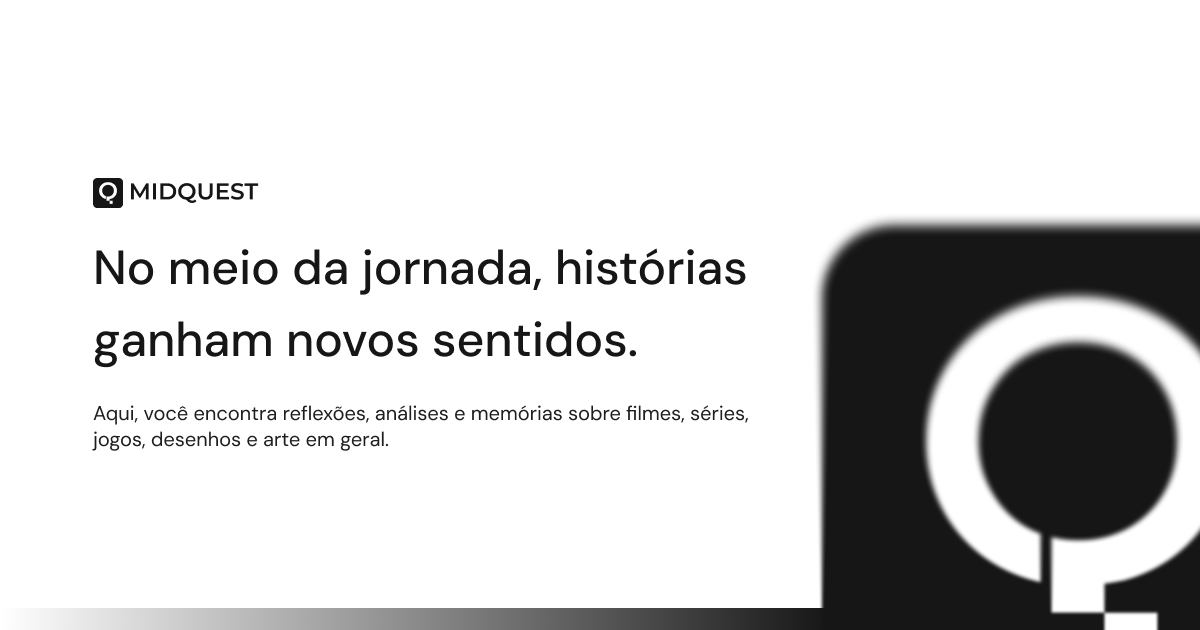 MIDQUEST
No meio da jornada, histórias
ganham novos sentidos.
Aqui, você encontra reflexões, análises e memórias sobre filmes, séries,
jogos, desenhos e arte em geral.